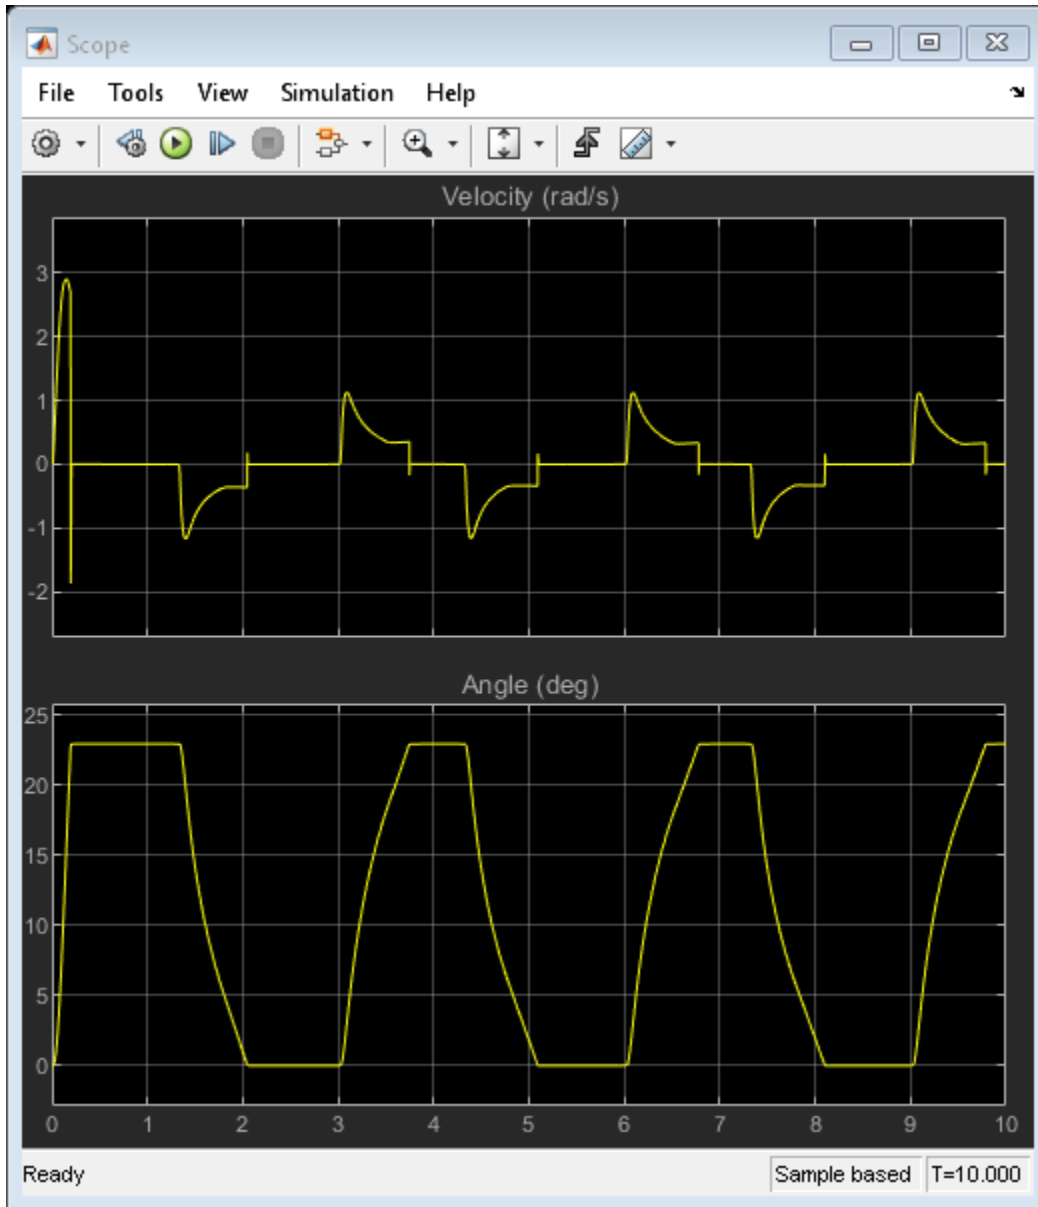 Scope
File Tools View Simulation Help
Velocity (rad/s)
3
2
1
0
-1
-2
Angle (deg)
25
20
15
10
5
0
0 1 2 3 4 5 6 7 8 9 10
Ready Sample based T=10.000